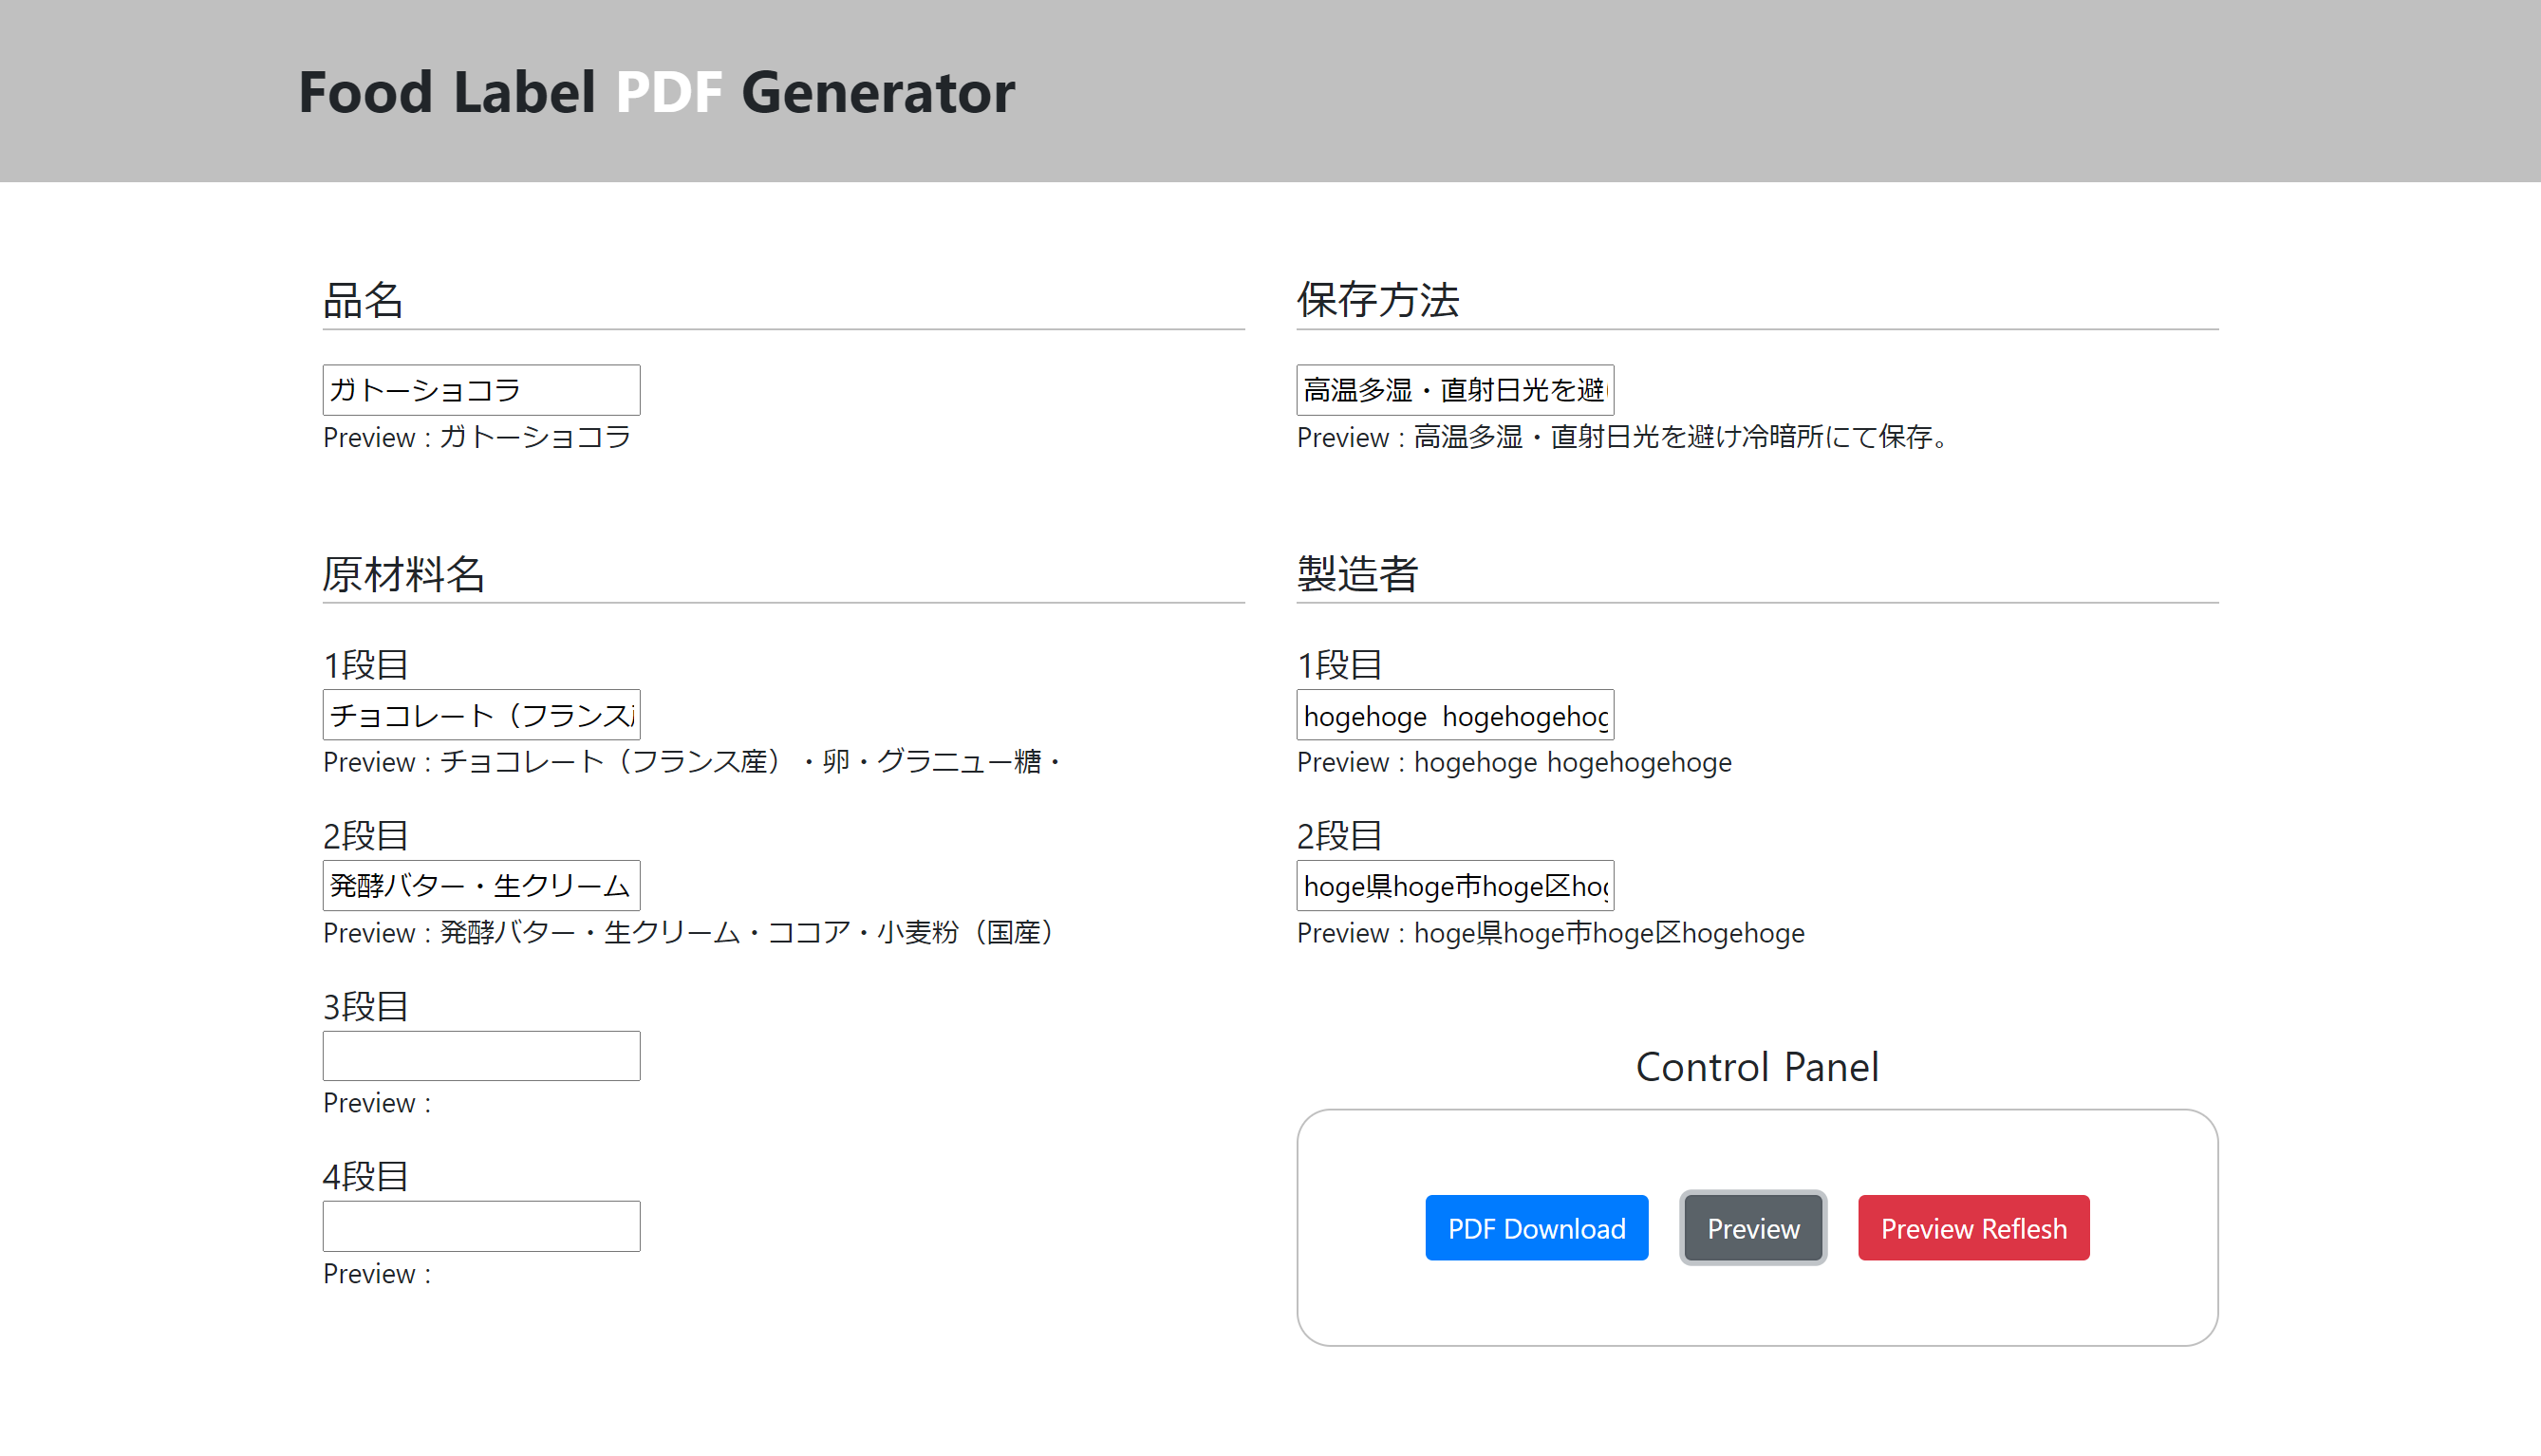 Food Label PDF Generator
品名
ガトーショコラ
Preview : ガトーショコラ
原材料名
1段目
チョコレート（フランス
Preview : チョコレート（フランス産）・卵・グラニュー糖・
2段目
発酵バター・生クリーム
Preview : 発酵バター・生クリーム・ココア・小麦粉（国産）
3段目
Preview :
4段目
Preview :
保存方法
高温多湿・直射日光を避
Preview : 高温多湿・直射日光を避け冷暗所にて保存。
製造者
1段目
hogehoge  hogehogehog
Preview : hogehoge hogehogehoge
2段目
hoge県hoge市hoge区hog
Preview : hoge県hoge市hoge区hogehoge
Control Panel
PDF Download
Preview
Preview Reflesh